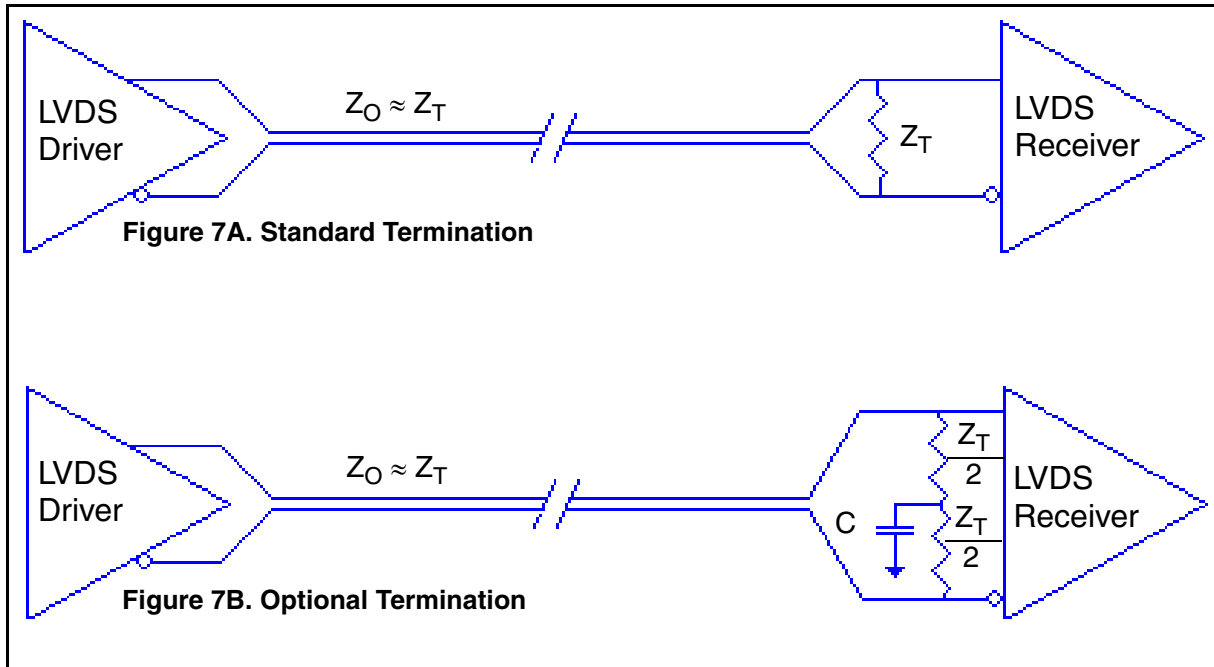 LVDS
Driver
Z_O ≈ Z_T
Z_T
LVDS
Receiver
Figure 7A. Standard Termination
LVDS
Driver
Z_O ≈ Z_T
C
Z_T
2
Z_T
2
LVDS
Receiver
Figure 7B. Optional Termination